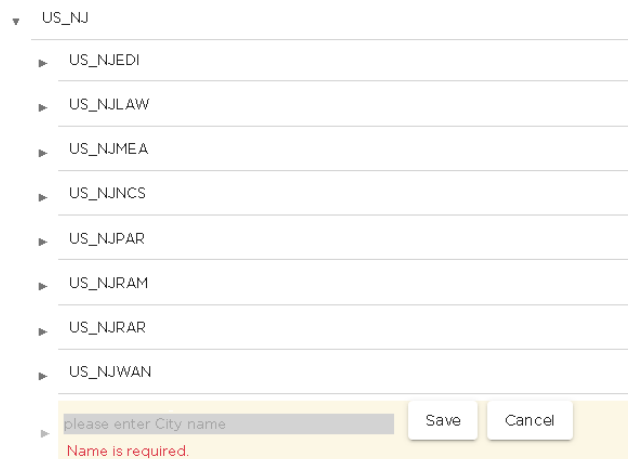 US_NJ
US_NJEDI
US_NJLAW
US_NJMEA
US_NJNCS
US_NJPAR
US_NJRAM
US_NJRAR
US_NJWAN
please enter City name Save Cancel
Name is required.